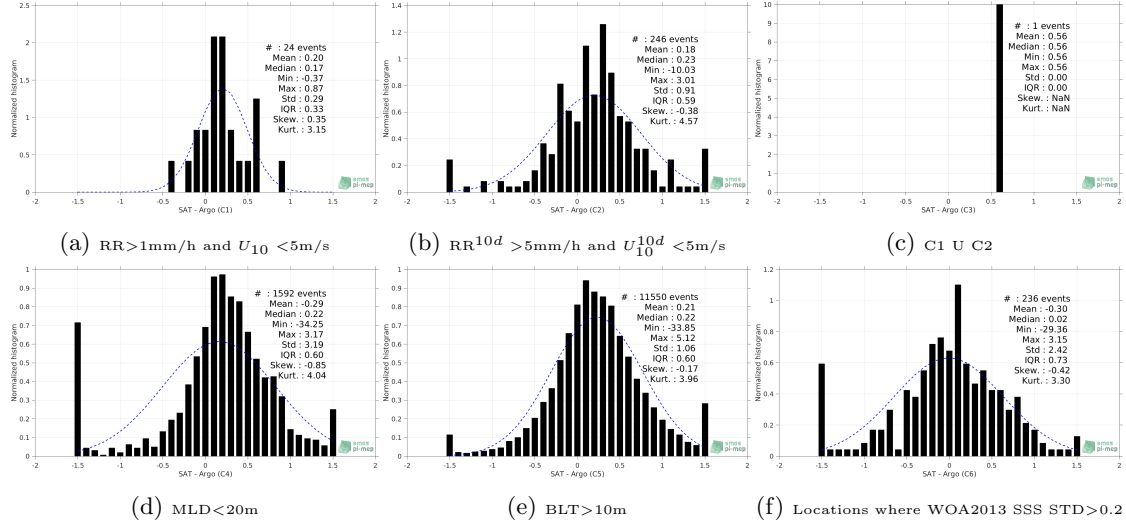 2.5
2
1.5
1
0.5
0
-2
-1.5
-1
-0.5
0
0.5
1
1.5
2
Normalized histogram
SAT - Argo (C1)
# : 24 events
Mean : 0.20
Median : 0.17
Min : -0.37
Max : 0.87
Std : 0.29
IQR : 0.33
Skew. : 0.35
Kurt. : 3.15
smos
pi-mep
(a) RR>1mm/h and U10 <5m/s
1.4
1.2
1
0.8
0.6
0.4
0.2
0
-2
-1.5
-1
-0.5
0
0.5
1
1.5
2
Normalized histogram
SAT - Argo (C2)
# : 246 events
Mean : 0.18
Median : 0.23
Min : -10.03
Max : 3.01
Std : 0.91
IQR : 0.59
Skew. : -0.38
Kurt. : 4.57
smos
pi-mep
(b) RR10d >5mm/h and U10 10d <5m/s
10
9
8
7
6
5
4
3
2
1
0
-2
-1.5
-1
-0.5
0
0.5
1
1.5
2
Normalized histogram
SAT - Argo (C3)
# : 1 events
Mean : 0.56
Median : 0.56
Min : 0.56
Max : 0.56
Std : 0.00
IQR : 0.00
Skew. : NaN
Kurt. : NaN
smos
pi-mep
(c) C1 U C2
1
0.9
0.8
0.7
0.6
0.5
0.4
0.3
0.2
0.1
0
-2
-1.5
-1
-0.5
0
0.5
1
1.5
2
Normalized histogram
SAT - Argo (C4)
# : 1592 events
Mean : -0.29
Median : 0.22
Min : -34.25
Max : 3.17
Std : 3.19
IQR : 0.60
Skew. : -0.85
Kurt. : 4.04
smos
pi-mep
(d) MLD<20m
1
0.9
0.8
0.7
0.6
0.5
0.4
0.3
0.2
0.1
0
-2
-1.5
-1
-0.5
0
0.5
1
1.5
2
Normalized histogram
SAT - Argo (C5)
# : 11550 events
Mean : 0.21
Median : 0.22
Min : -33.85
Max : 5.12
Std : 1.06
IQR : 0.60
Skew. : -0.17
Kurt. : 3.96
smos
pi-mep
(e) BLT>10m
1.2
1
0.8
0.6
0.4
0.2
0
-2
-1.5
-1
-0.5
0
0.5
1
1.5
2
Normalized histogram
SAT - Argo (C6)
# : 236 events
Mean : -0.30
Median : 0.02
Min : -29.36
Max : 3.15
Std : 2.42
IQR : 0.73
Skew. : -0.42
Kurt. : 3.30
smos
pi-mep
(f) Locations where WOA2013 SSS STD>0.2